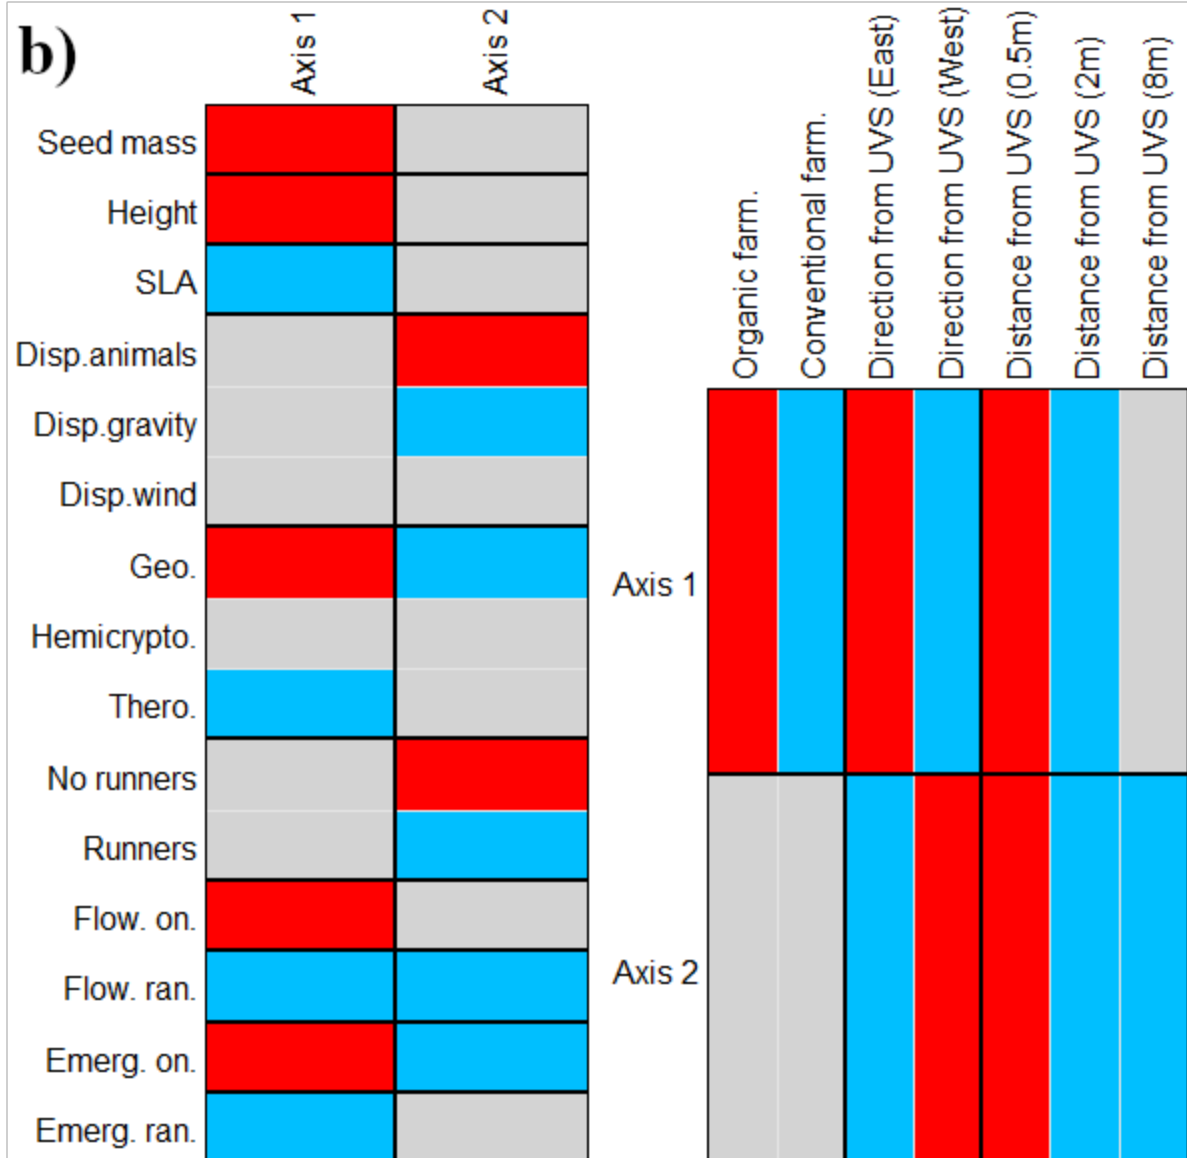 b)
Axis 1
Axis 2
Seed mass
Height
SLA
Disp.animals
Disp.gravity
Disp.wind
Geo.
Hemicrypto.
Thero.
No runners
Runners
Flow. on.
Flow. ran.
Emerg. on.
Emerg. ran.
Organic farm.
Conventional farm.
Direction from UVS (East)
Direction from UVS (West)
Distance from UVS (0.5m)
Distance from UVS (2m)
Distance from UVS (8m)
Axis 1
Axis 2